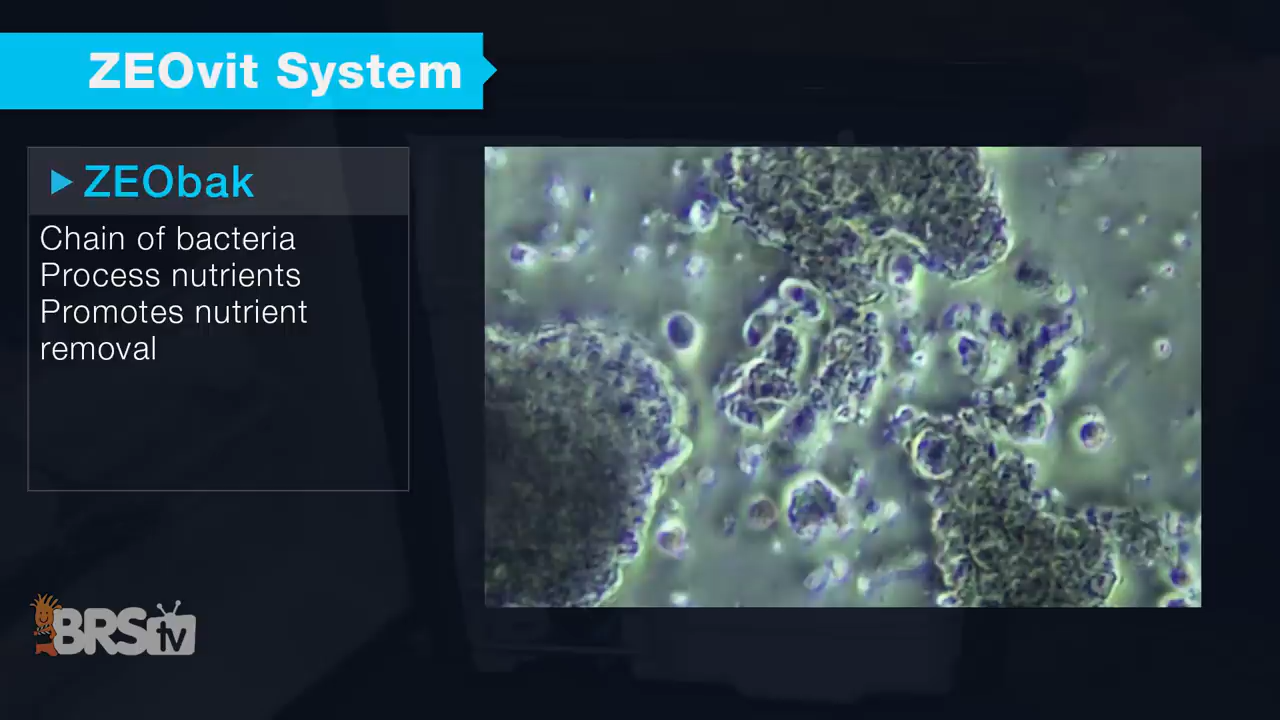 ZEOvit System
ZEObak
Chain of bacteria
Process nutrients
Promotes nutrient
removal
BRStv